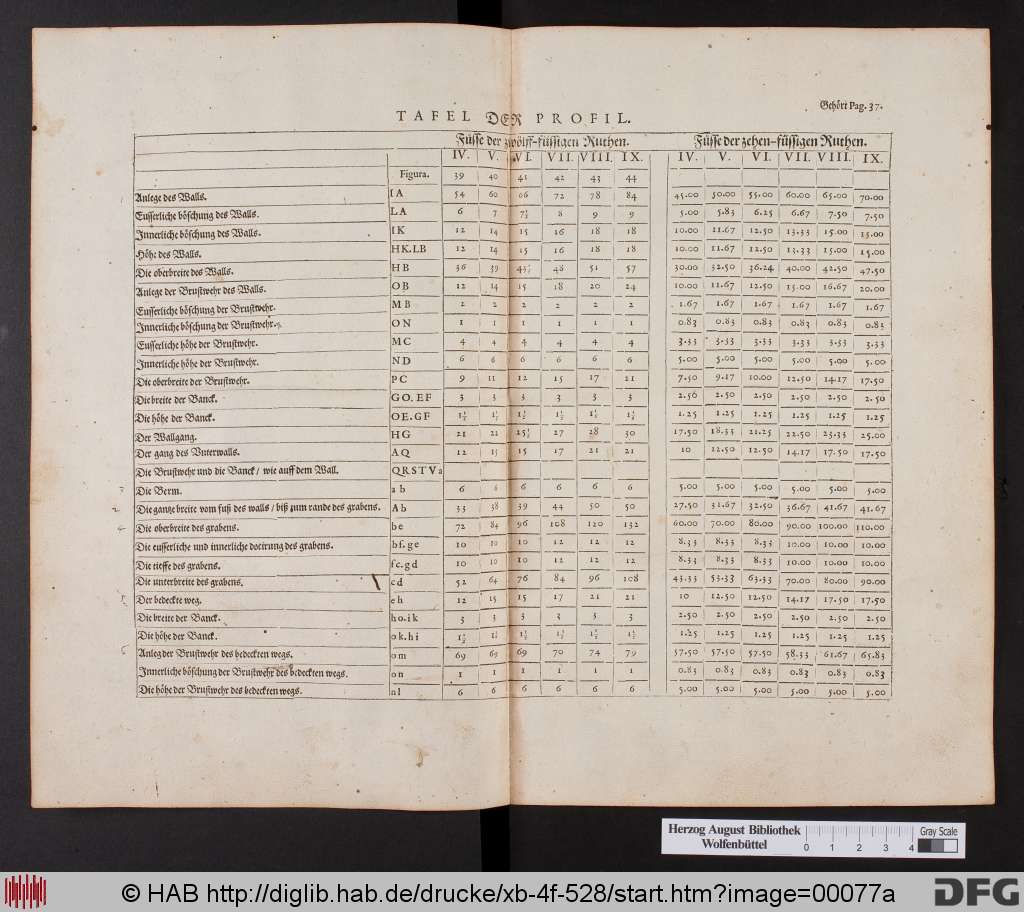 Gehört Pag. 37.
TAFEL DER PROFIL.
Füsse der zwölff-füssigen Ruthen. Füsse der zehen-füssigen Ruthen.
IV. V. VI. VII. VIII. IX. IV. V. VI. VII. VIII. IX.
Figura. 39 40 41 42 43 44
Anlege des Walls. IA 54 60 66 72 78 84 45.00 50.00 55.00 60.00 65.00 70.00
Eusserliche böschung des Walls. LA 6 7 7½ 8 9 9 5.00 5.83 6.25 6.67 7.50 7.50
Innerliche böschung des Walls. IK 12 14 15 16 18 18 10.00 11.67 12.50 13.33 15.00 15.00
Höhe des Walls. HK.LB 12 14 15 16 18 18 10.00 11.67 12.50 13.33 15.00 15.00
Die oberbreite des Walls. HB 36 39 43½ 48 51 57 30.00 32.50 36.24 40.00 42.50 47.50
Anlege der Brustwehr des Walls. OB 12 14 15 18 20 24 10.00 11.67 12.50 15.00 16.67 20.00
Eusserliche böschung der Brustwehr. MB 2 2 2 2 2 2 1.67 1.67 1.67 1.67 1.67 1.67
Innerliche böschung der Brustwehr. ON 1 1 1 1 1 1 0.83 0.83 0.83 0.83 0.83 0.83
Eusserliche höhe der Brustwehr. MC 4 4 4 4 4 4 3.33 3.33 3.33 3.33 3.33 3.33
Innerliche höhe der Brustwehr. ND 6 6 6 6 6 6 5.00 5.00 5.00 5.00 5.00 5.00
Die oberbreite der Brustwehr. PC 9 11 12 15 17 21 7.50 9.17 10.00 12.50 14.17 17.50
Die breite der Banck. GO.EF 3 3 3 3 3 3 2.56 2.50 2.50 2.50 2.50 2.50
Die höhe der Banck. OE.GF 1½ 1½ 1½ 1½ 1½ 1½ 1.25 1.25 1.25 1.25 1.25 1.25
Der Wallgang. HG 21 22 25½ 27 28 30 17.50 18.33 21.25 22.50 23.33 25.00
Der gang des Unterwalls. AQ 12 15 15 17 21 21 10 12.50 12.50 14.17 17.50 17.50
Die Brustwehr und die Banck / wie auff dem Wall. QRSTVa
Die Berm. ab 6 6 6 6 6 6 5.00 5.00 5.00 5.00 5.00 5.00
Die gantze breite vom fuß des walls / biß zum rande des grabens. Ab 33 38 39 44 50 50 27.50 31.67 32.50 36.67 41.67 41.67
Die oberbreite des grabens. be 72 84 96 108 120 132 60.00 70.00 80.00 90.00 100.00 110.00
Die eusserliche und innerliche docirung des grabens. bf.ge 10 10 10 12 12 12 8.33 8.33 8.33 10.00 10.00 10.00
Die tieffe des grabens. fc.gd 10 10 10 12 12 12 8.33 8.33 8.33 10.00 10.00 10.00
Die unterbreite des grabens. cd 52 64 76 84 96 108 43.33 53.33 63.33 70.00 80.00 90.00
Der bedeckte weg. eh 12 15 15 17 21 21 10 12.50 12.50 14.17 17.50 17.50
Die breite der Banck. ho.ik 3 3 3 3 3 3 2.50 2.50 2.50 2.50 2.50 2.50
Die höhe der Banck. ok.hi 1½ 1½ 1½ 1½ 1½ 1½ 1.25 1.25 1.25 1.25 1.25 1.25
Anleg der Brustwehr des bedeckten wegs. om 69 69 69 70 74 79 57.50 57.50 57.50 58.33 61.67 65.83
Innerliche böschung der Brustwehr des bedeckten wegs. on 1 1 1 1 1 1 0.83 0.83 0.83 0.83 0.83 0.83
Die höhe der Brustwehr des bedeckten wegs. nl 6 6 6 6 6 6 5.00 5.00 5.00 5.00 5.00 5.00
Herzog August Bibliothek
Wolfenbüttel
0 1 2 3 4
Gray Scale
© HAB http://diglib.hab.de/drucke/xb-4f-528/start.htm?image=00077a
DFG